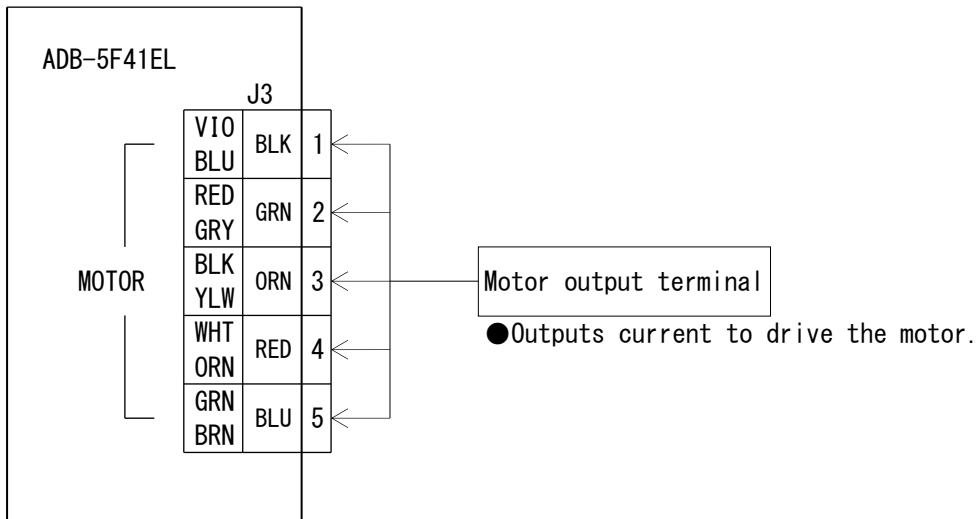 ADB-5F41EL
J3
VIO
BLU
BLK
1
RED
GRY
GRN
2
BLK
YLW
ORN
3
WHT
ORN
RED
4
GRN
BRN
BLU
5
MOTOR
Motor output terminal
●Outputs current to drive the motor.